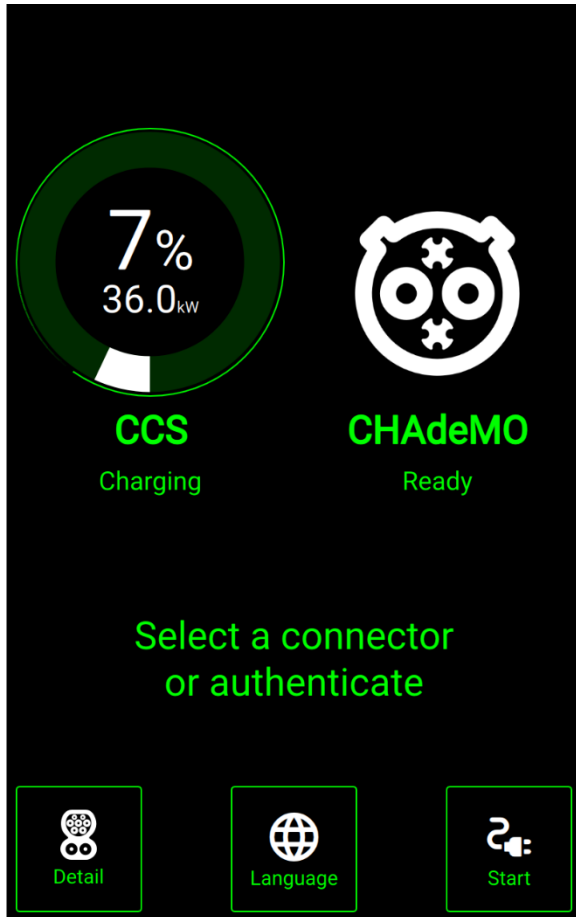 7%
36.0kW
CCS
Charging
CHAdeMO
Ready
Select a connector
or authenticate
Detail
Language
Start